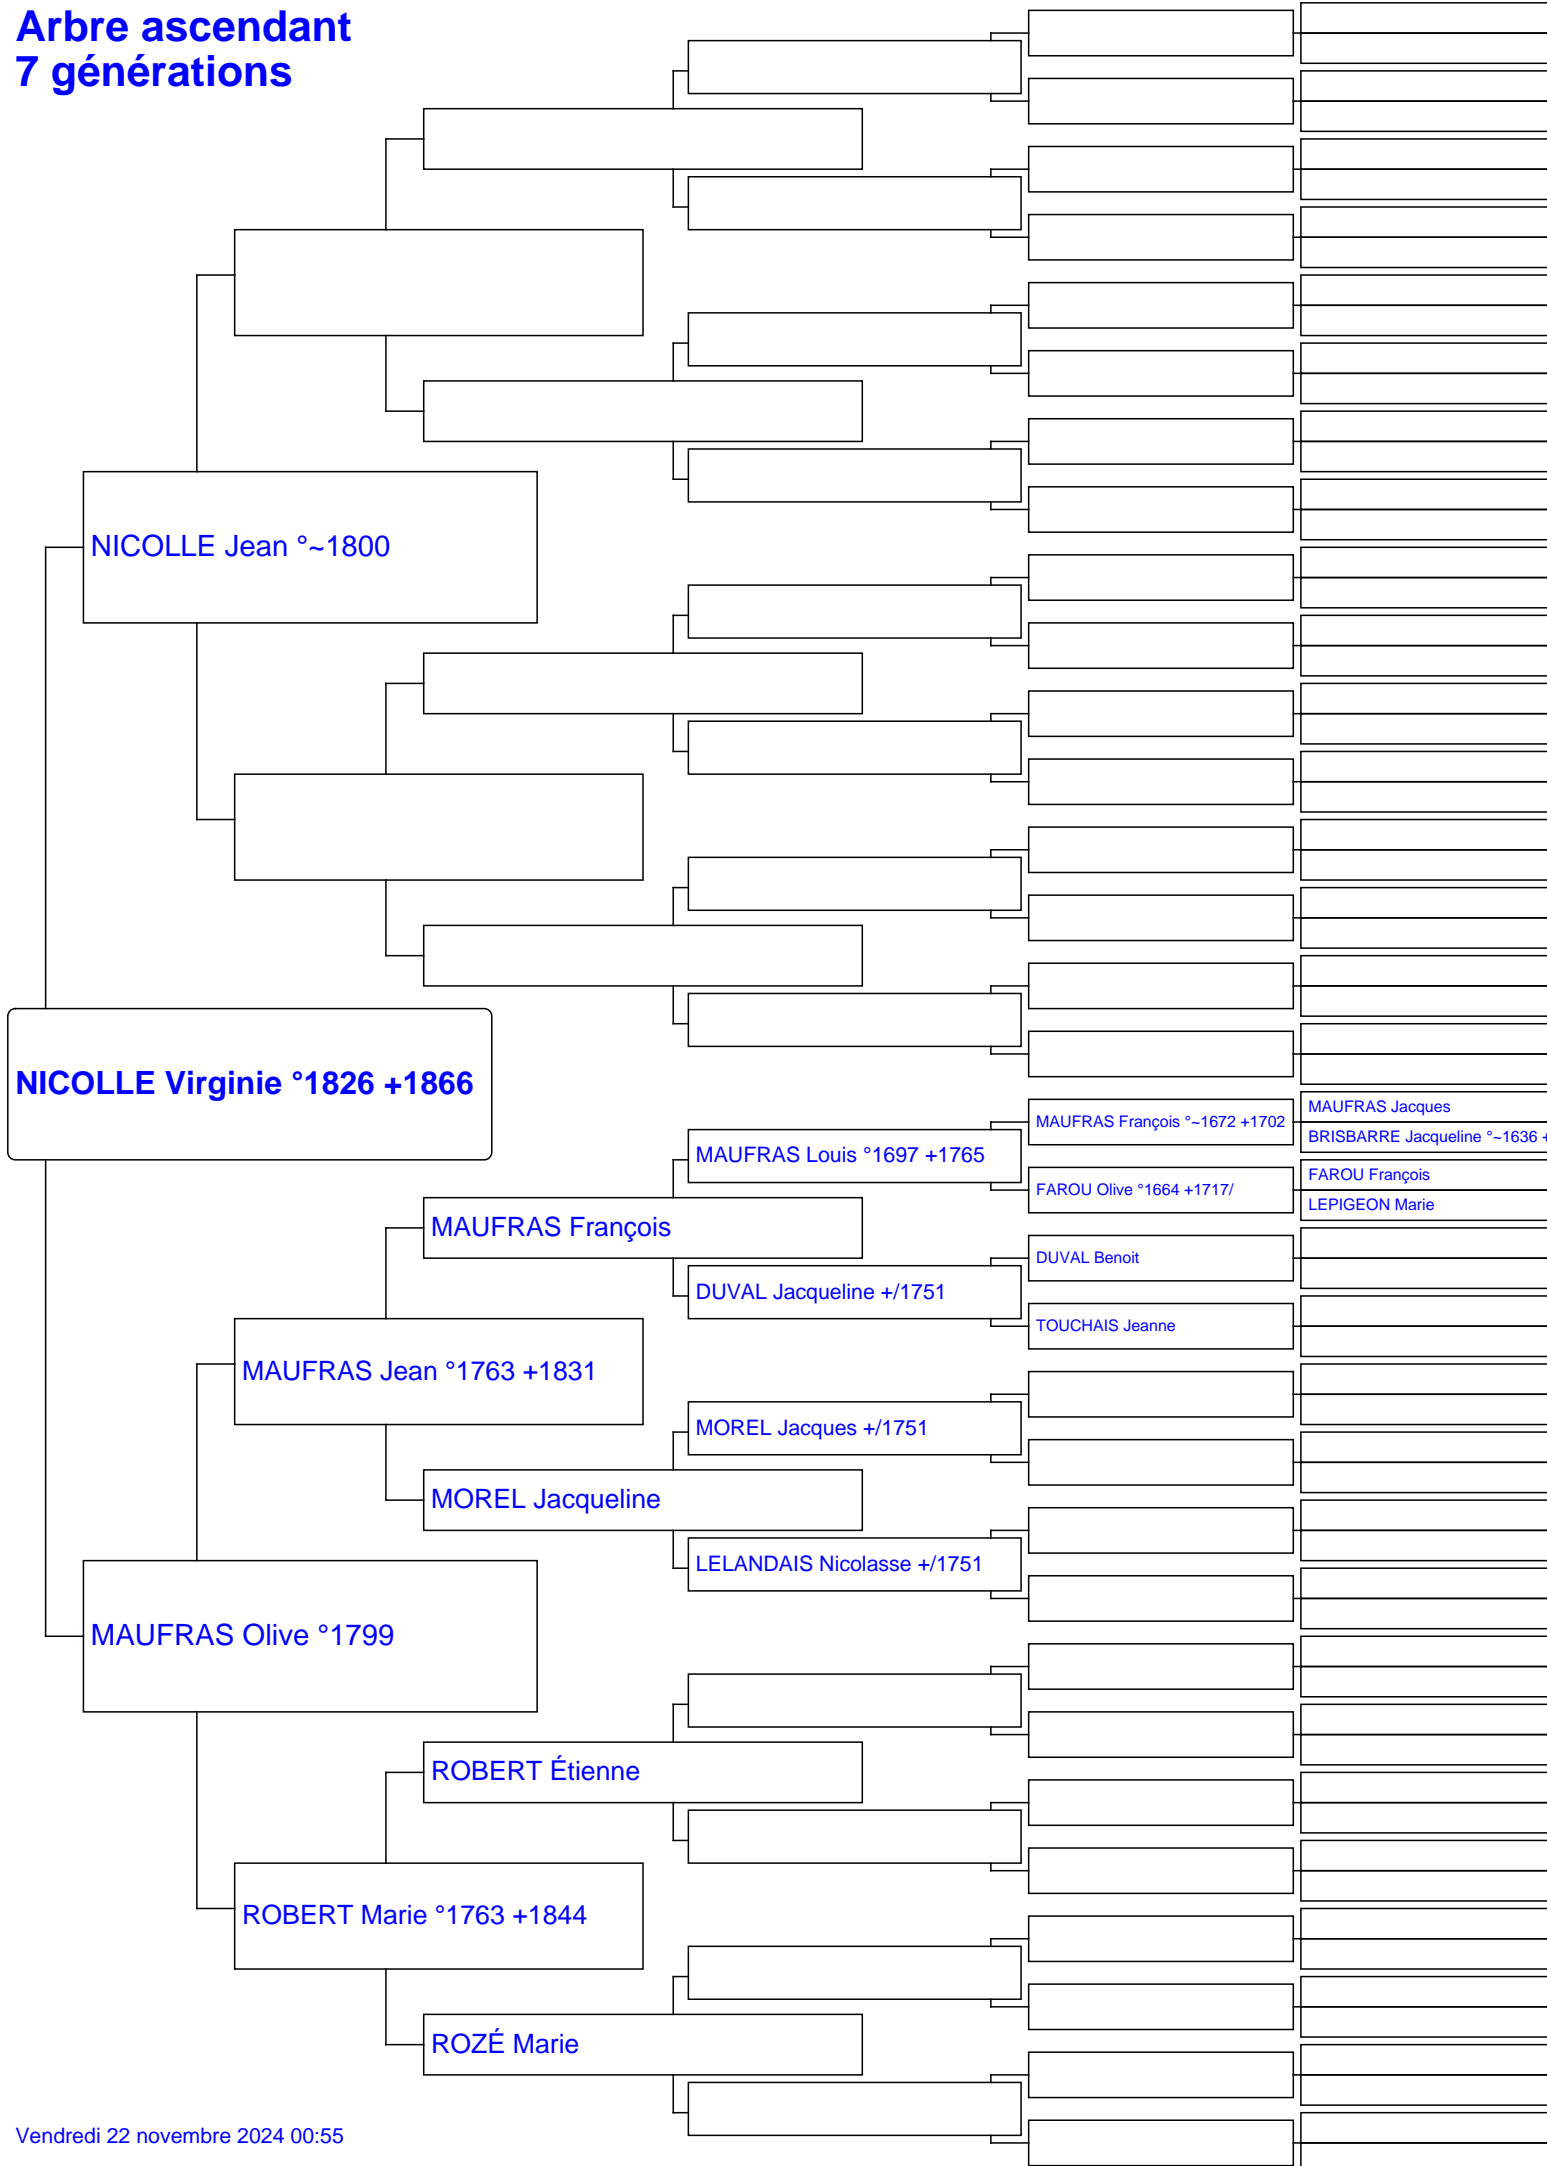 Arbre ascendant
7 générations
NICOLLE Jean °~1800
NICOLLE Virginie °1826 +1866
MAUFRAS François °~1672 +1702
MAUFRAS Jacques
BRISBARRE Jacqueline °~1636 +
MAUFRAS Louis °1697 +1765
FAROU Olive °1664 +1717/
FAROU François
LEPIGEON Marie
MAUFRAS François
DUVAL Benoit
DUVAL Jacqueline +/1751
TOUCHAIS Jeanne
MAUFRAS Jean °1763 +1831
MOREL Jacques +/1751
MOREL Jacqueline
LELANDAIS Nicolasse +/1751
MAUFRAS Olive °1799
ROBERT Étienne
ROBERT Marie °1763 +1844
ROZÉ Marie
Vendredi 22 novembre 2024 00:55